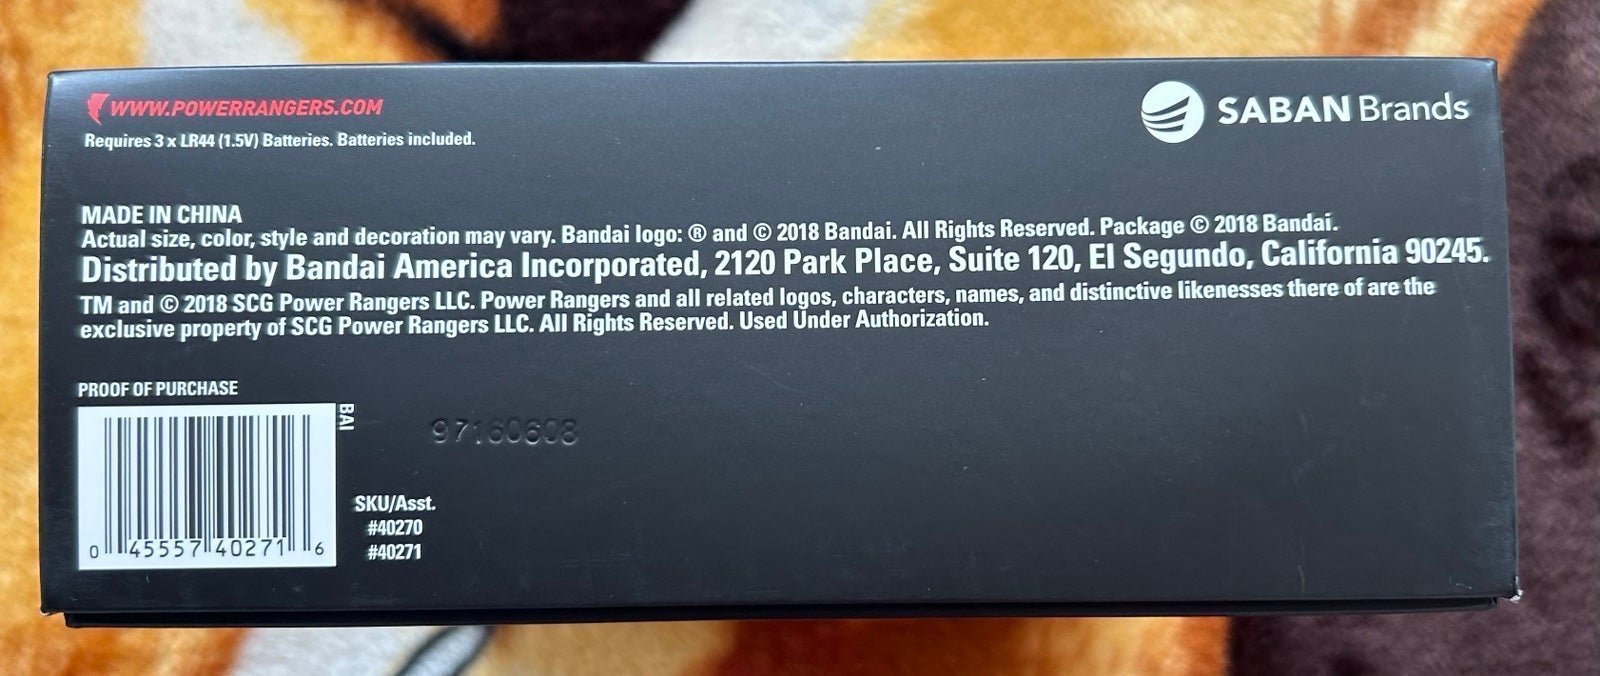 WWW.POWERRANGERS.COM
SABAN Brands
Requires 3 x LR44 (1.5V) Batteries. Batteries included.
MADE IN CHINA
Actual size, color, style and decoration may vary. Bandai logo: ® and © 2018 Bandai. All Rights Reserved. Package © 2018 Bandai.
Distributed by Bandai America Incorporated, 2120 Park Place, Suite 120, El Segundo, California 90245.
TM and © 2018 SCG Power Rangers LLC. Power Rangers and all related logos, characters, names, and distinctive likenesses there of are the
exclusive property of SCG Power Rangers LLC. All Rights Reserved. Used Under Authorization.
PROOF OF PURCHASE
BAI
97160608
SKU/Asst.
#40270
#40271
0 45557 40271 6